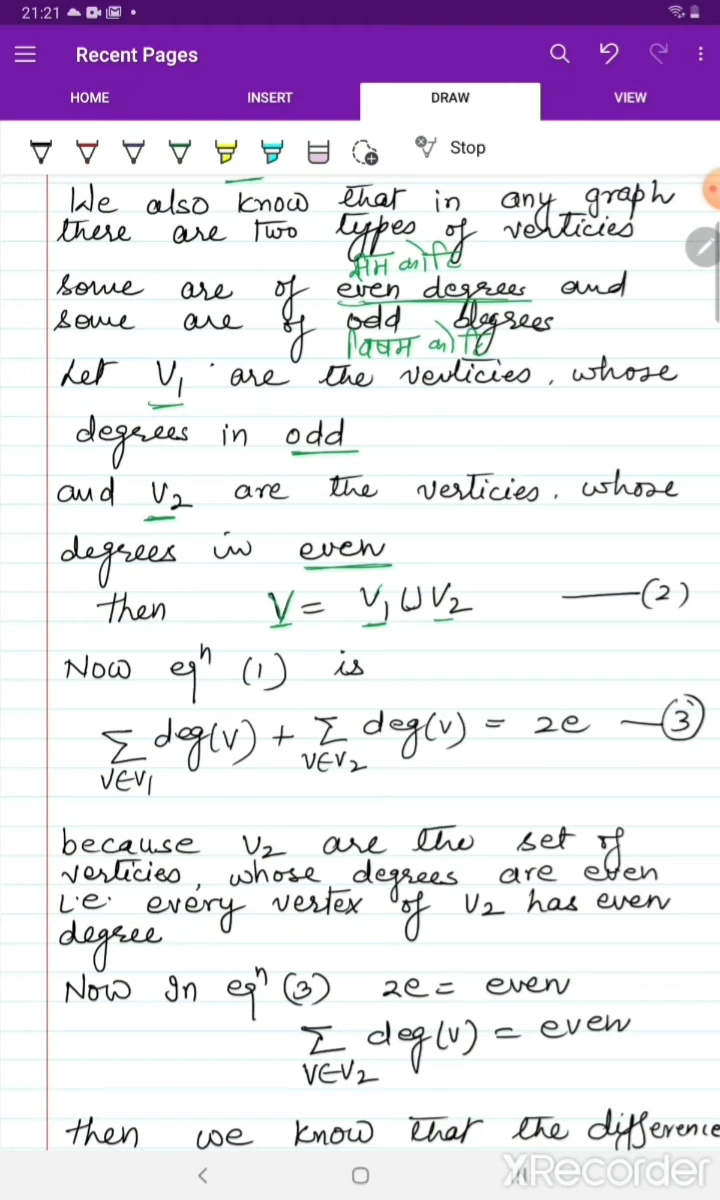 21:21
Recent Pages
HOME INSERT DRAW VIEW
Stop
We also know that in any graph
there are two types of verticies
सम कोटि
some are of even degrees and
some are of odd degrees
विषम कोटि
Let V1 are the verticies, whose
degrees in odd
and V2 are the verticies, whose
degrees in even
then V = V1 ∪ V2 —(2)
Now eqn (1) is
∑ deg(v) + ∑ deg(v) = 2e —(3)
V∈V1 V∈V2
because V2 are the set of
verticies, whose degrees are even
i.e. every vertex of V2 has even
degree
Now In eqn (3) 2e = even
∑ deg(v) = even
V∈V2
then we know that the difference
XRecorder